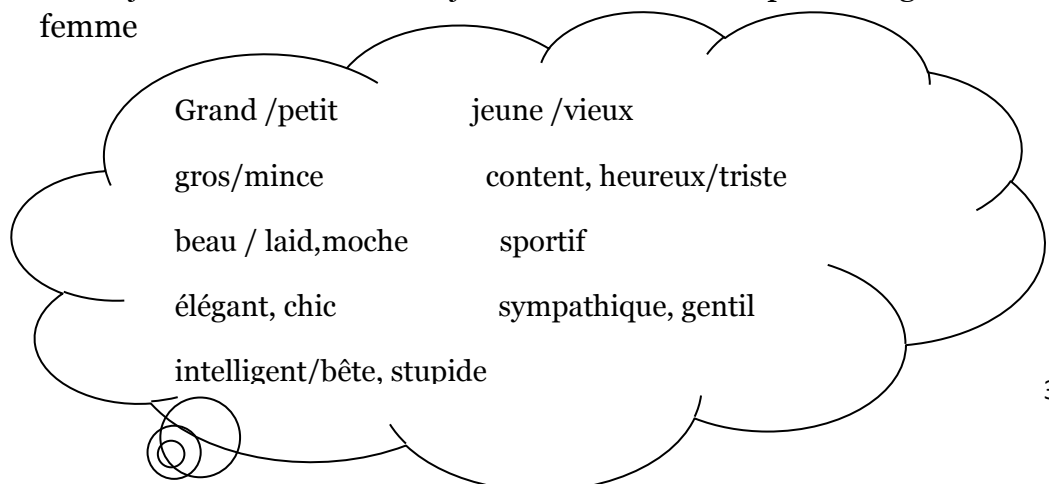 femme
Grand /petit jeune /vieux
gros/mince content, heureux/triste
beau / laid,moche sportif
élégant, chic sympathique, gentil
intelligent/bête, stupide